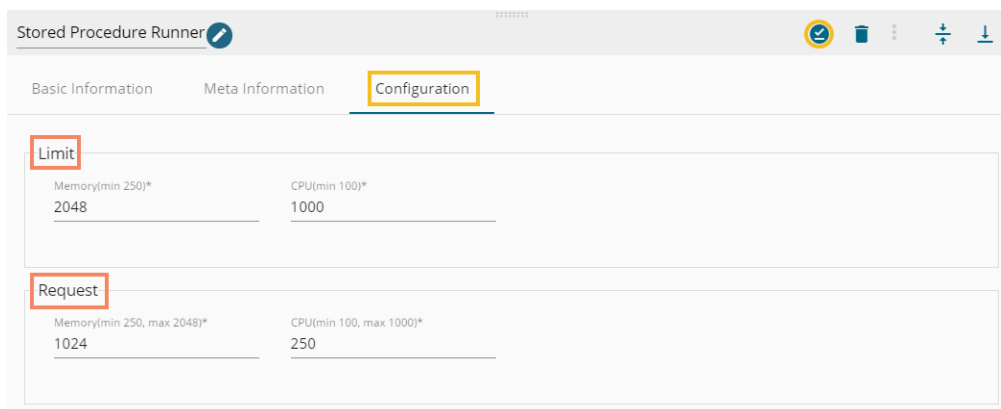 Stored Procedure Runner
Basic Information Meta Information Configuration
Limit
Memory(min 250)* CPU(min 100)*
2048 1000
Request
Memory(min 250, max 2048)* CPU(min 100, max 1000)*
1024 250